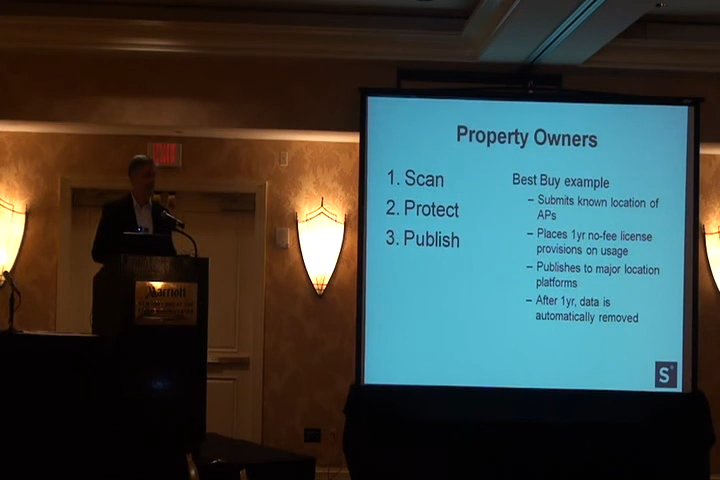 EXIT
Property Owners
1. Scan
2. Protect
3. Publish
Best Buy example
– Submits known location of
APs
– Places 1yr no-fee license
provisions on usage
– Publishes to major location
platforms
– After 1yr, data is
automatically removed
S
Marriott